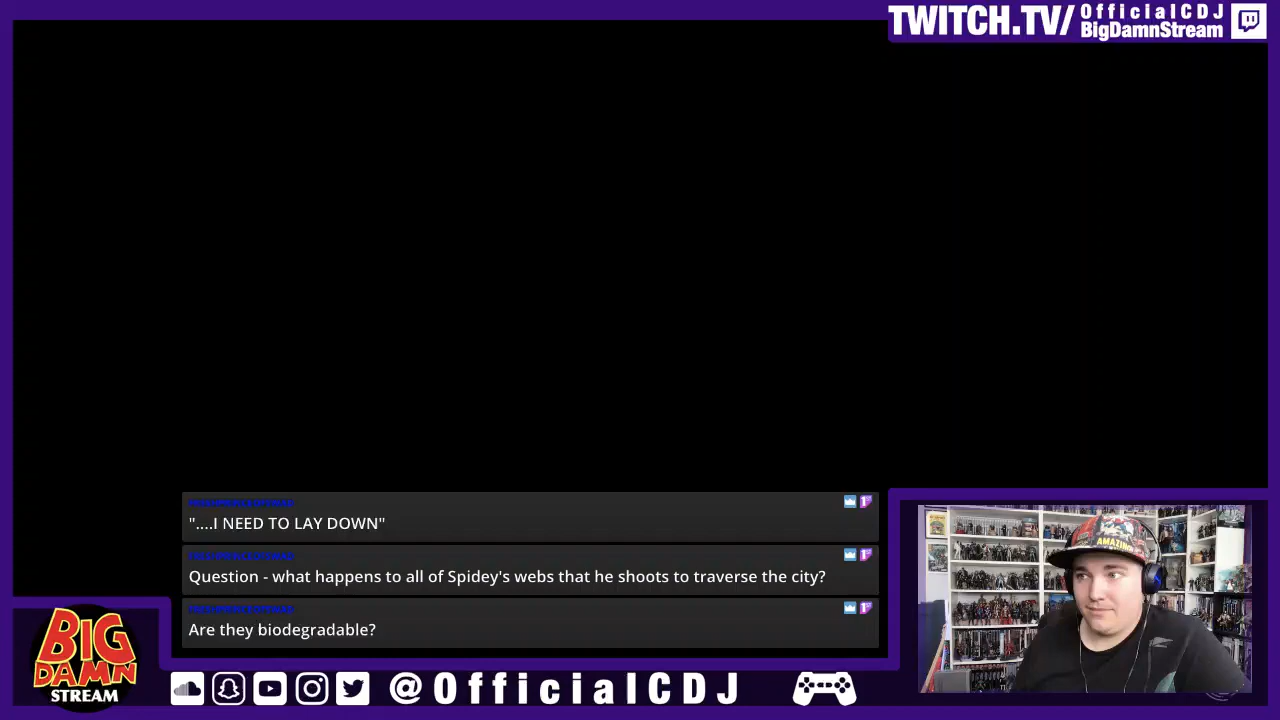 TWITCH.TV/ OfficialCDJ
BigDamnStream
"....I NEED TO LAY DOWN"
Question - what happens to all of Spidey's webs that he shoots to traverse the city?
Are they biodegradable?
AMAZING
BIG
DAMN
STREAM
@OfficialCDJ